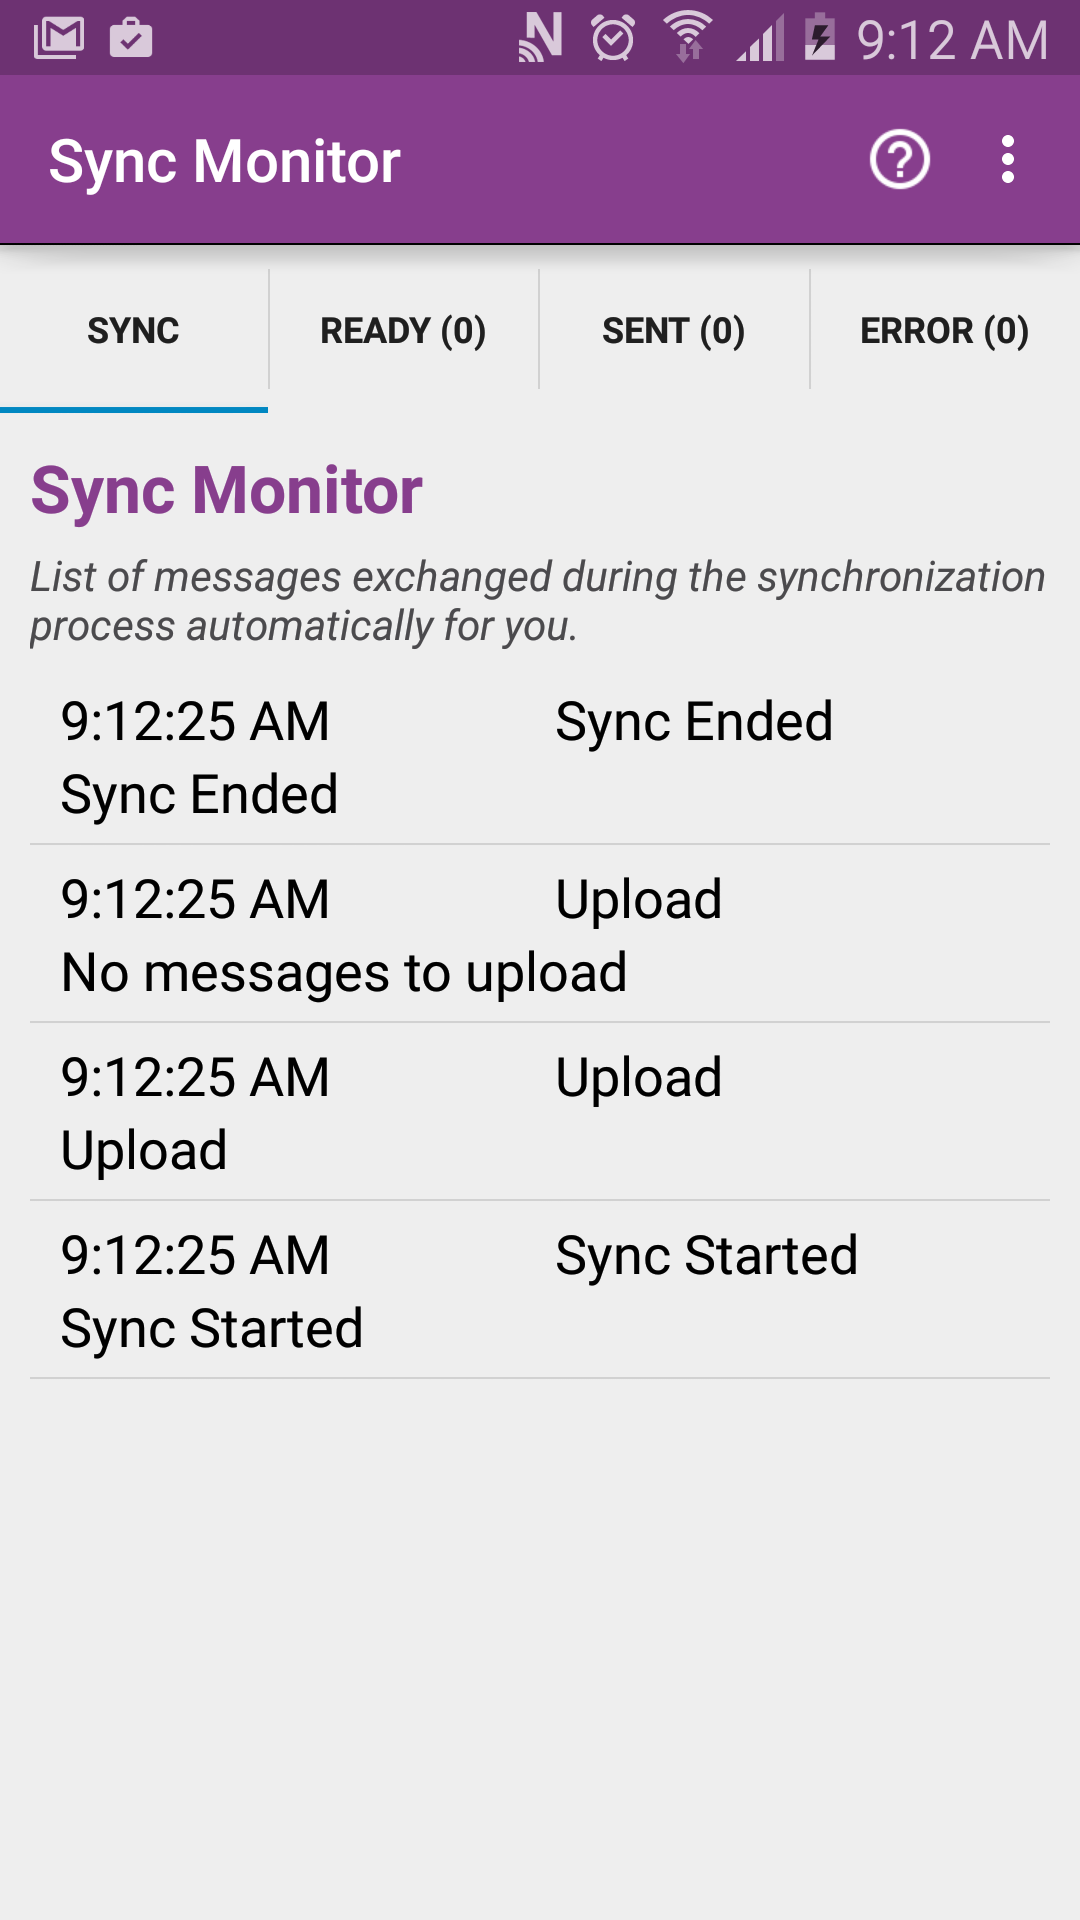 9:12 AM
Sync Monitor
SYNC READY (0) SENT (0) ERROR (0)
Sync Monitor
List of messages exchanged during the synchronization
process automatically for you.
9:12:25 AM Sync Ended
Sync Ended
9:12:25 AM Upload
No messages to upload
9:12:25 AM Upload
Upload
9:12:25 AM Sync Started
Sync Started